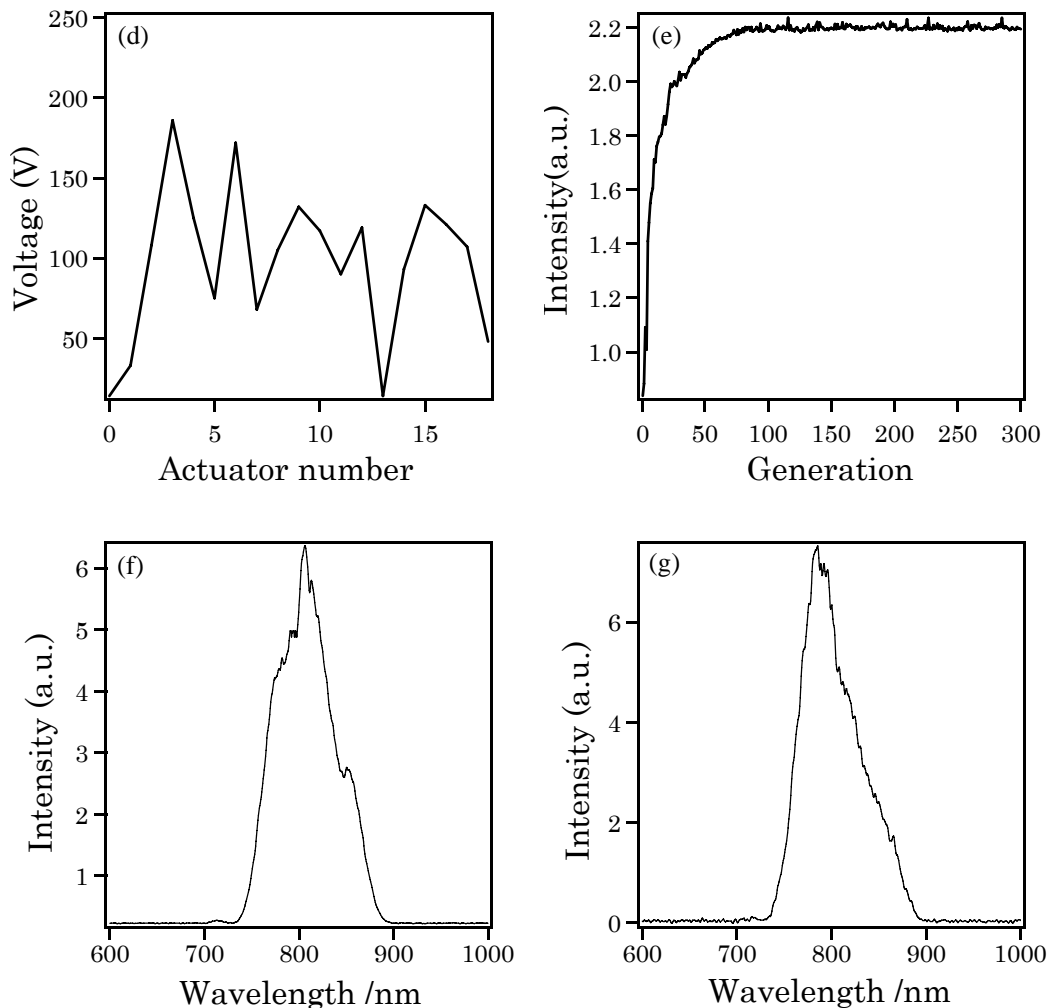 (d)
250
200
150
100
50
Voltage (V)
0 5 10 15
Actuator number
(e)
2.2
2.0
1.8
1.6
1.4
1.2
1.0
Intensity(a.u.)
0 50 100 150 200 250 300
Generation
(f)
6
5
4
3
2
1
Intensity (a.u.)
600 700 800 900 1000
Wavelength /nm
(g)
6
4
2
0
Intensity (a.u.)
600 700 800 900 1000
Wavelength /nm